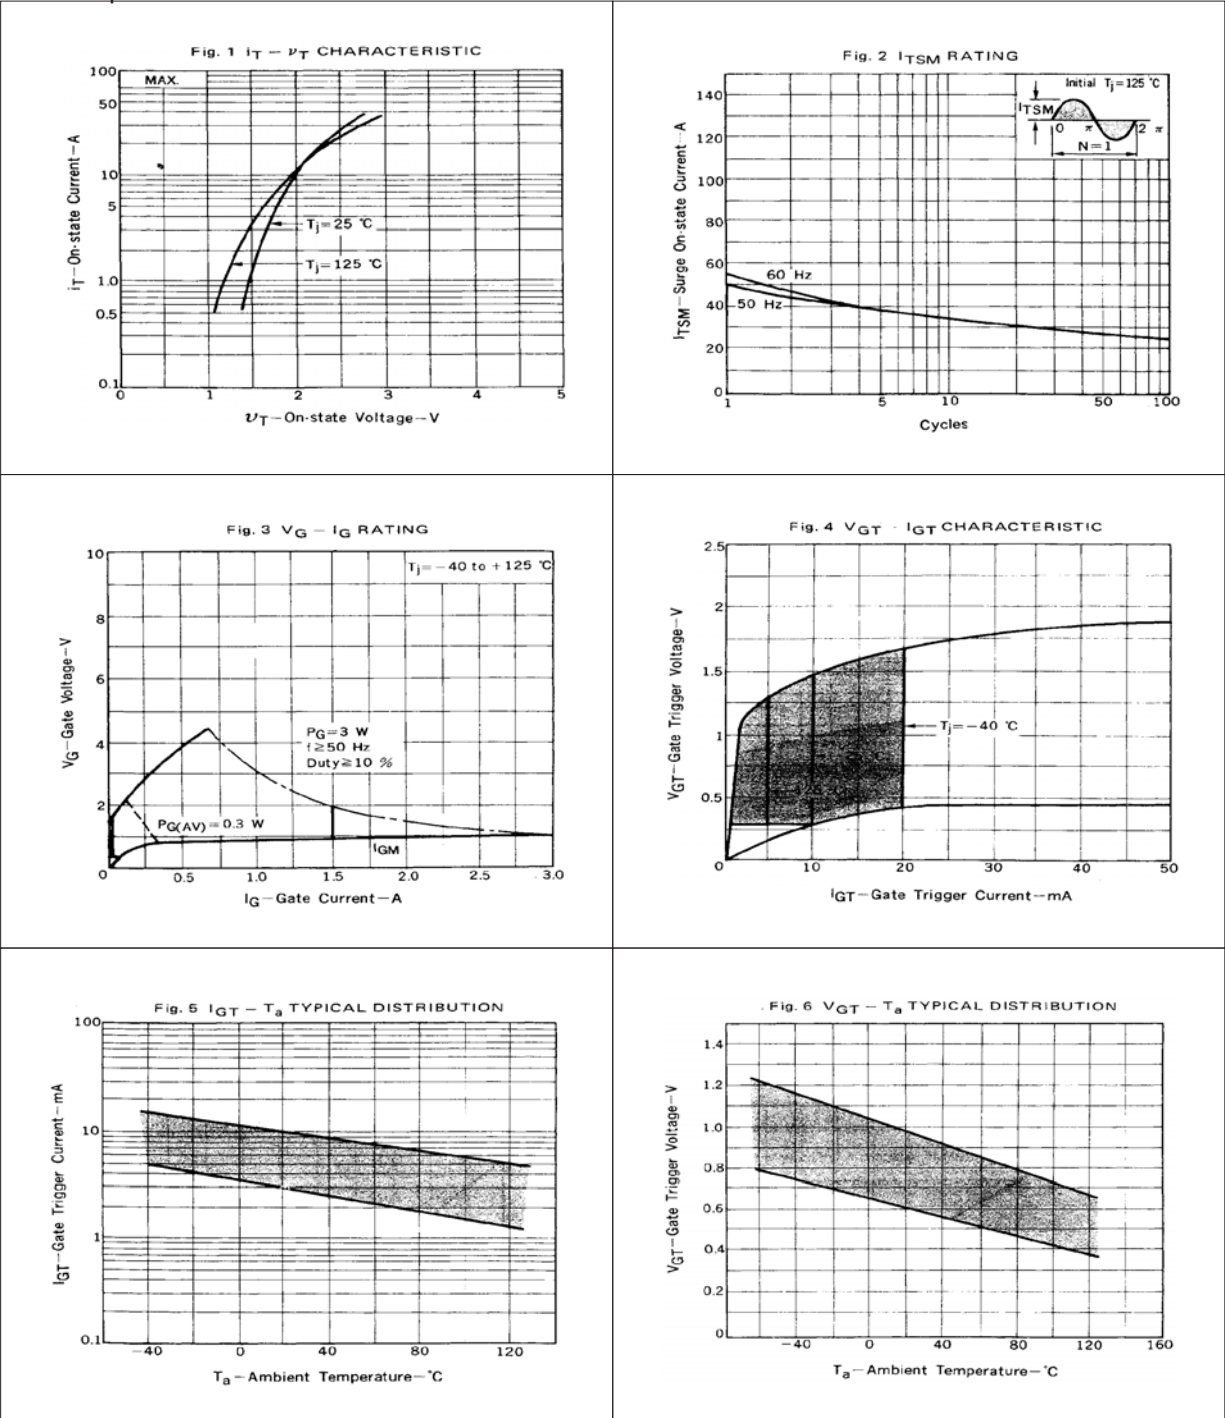 Fig. 1 iT – νT CHARACTERISTIC
MAX.
100
50
10
5
1.0
0.5
0.1
iT–On-state Current–A
Tj=25 °C
Tj=125 °C
0 1 2 3 4 5
υT–On-state Voltage–V
Fig. 2 ITSM RATING
Initial Tj=125 °C
ITSM
0 π 2 π
N=1
140
120
100
80
60
40
20
0
ITSM–Surge On-state Current–A
60 Hz
50 Hz
1 5 10 50 100
Cycles
Fig. 3 VG – IG RATING
Tj=–40 to +125 °C
10
8
6
4
2
0
VG–Gate Voltage–V
PG=3 W
f≧50 Hz
Duty≧10 %
PG(AV)=0.3 W
IGM
0.5 1.0 1.5 2.0 2.5 3.0
IG–Gate Current–A
Fig. 4 VGT - IGT CHARACTERISTIC
2.5
2
1.5
1
0.5
0
VGT–Gate Trigger Voltage–V
Tj=–40 °C
10 20 30 40 50
IGT–Gate Trigger Current–mA
Fig. 5 IGT – Ta TYPICAL DISTRIBUTION
100
10
1
0.1
IGT–Gate Trigger Current–mA
–40 0 40 80 120
Ta–Ambient Temperature–°C
Fig. 6 VGT – Ta TYPICAL DISTRIBUTION
1.4
1.2
1.0
0.8
0.6
0.4
0.2
0
VGT–Gate Trigger Voltage–V
–40 0 40 80 120 160
Ta–Ambient Temperature–°C